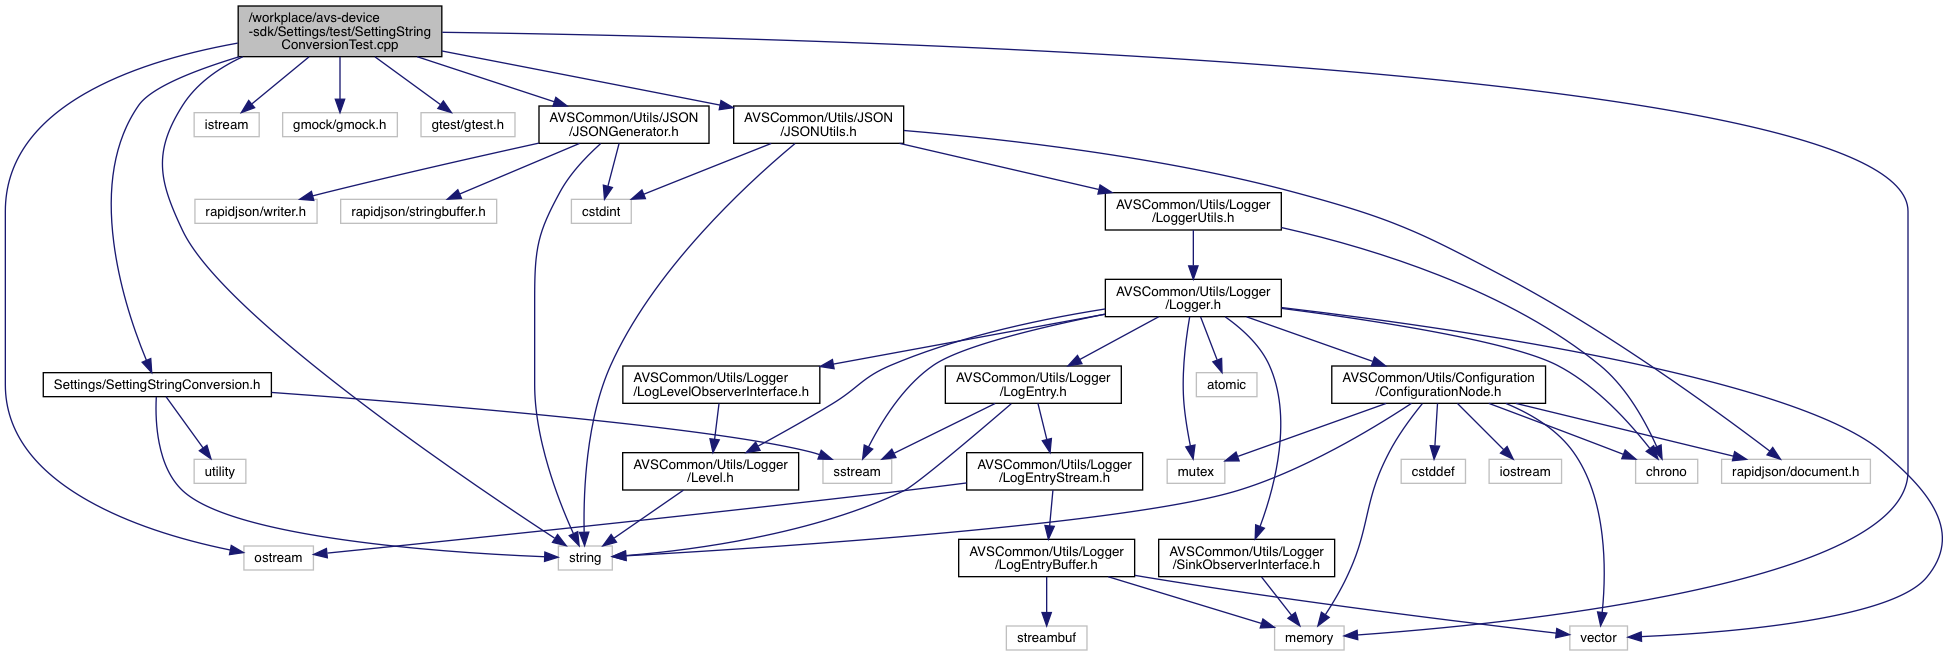 /workplace/avs-device
-sdk/Settings/test/SettingString
ConversionTest.cpp
istream
gmock/gmock.h
gtest/gtest.h
AVSCommon/Utils/JSON
/JSONGenerator.h
AVSCommon/Utils/JSON
/JSONUtils.h
rapidjson/writer.h
rapidjson/stringbuffer.h
cstdint
AVSCommon/Utils/Logger
/LoggerUtils.h
AVSCommon/Utils/Logger
/Logger.h
Settings/SettingStringConversion.h
AVSCommon/Utils/Logger
/LogLevelObserverInterface.h
AVSCommon/Utils/Logger
/LogEntry.h
atomic
AVSCommon/Utils/Configuration
/ConfigurationNode.h
utility
AVSCommon/Utils/Logger
/Level.h
sstream
AVSCommon/Utils/Logger
/LogEntryStream.h
mutex
cstddef
iostream
chrono
rapidjson/document.h
ostream
string
AVSCommon/Utils/Logger
/LogEntryBuffer.h
AVSCommon/Utils/Logger
/SinkObserverInterface.h
streambuf
memory
vector